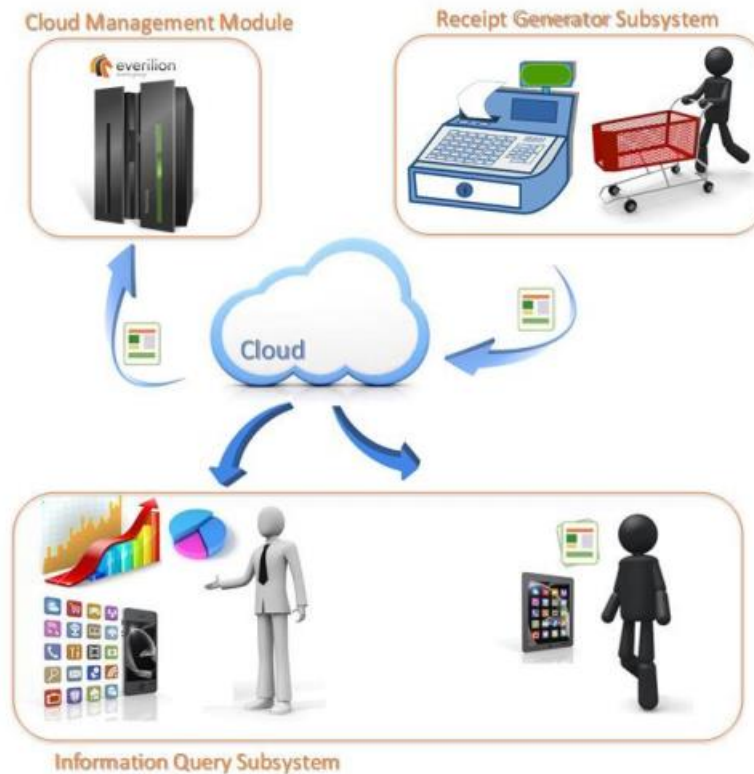 Cloud Management Module
Receipt Generator Subsystem
everilion
Cloud
Information Query Subsystem